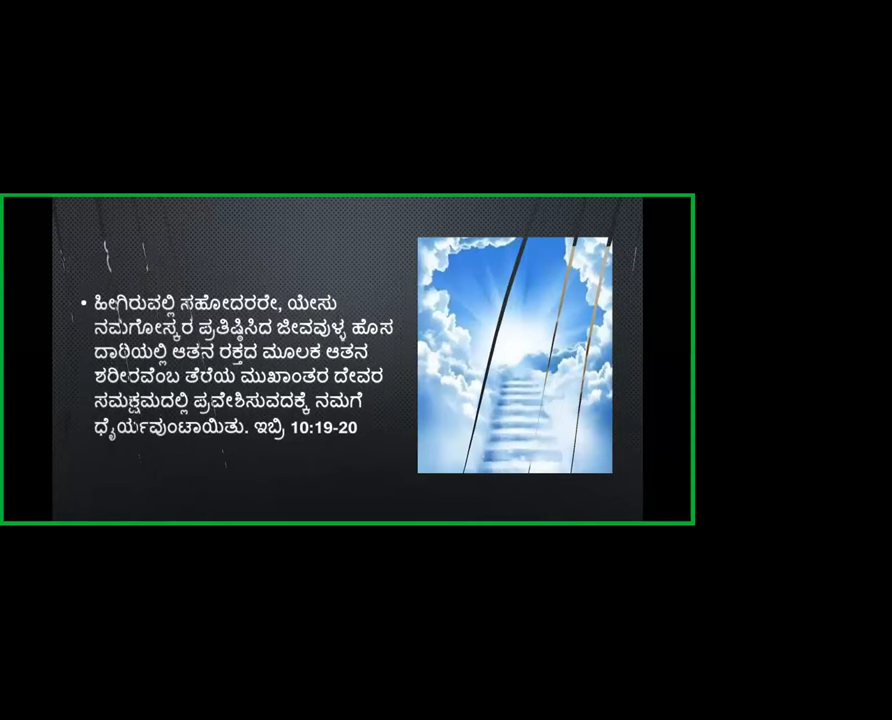 • ಹೀಗಿರುವಲ್ಲಿ ಸಹೋದರರೇ, ಯೇಸು
ನಮಗೋಸ್ಕರ ಪ್ರತಿಷ್ಠಿಸಿದ ಜೀವವುಳ್ಳ ಹೊಸ
ದಾರಿಯಲ್ಲಿ ಆತನ ರಕ್ತದ ಮೂಲಕ ಆತನ
ಶರೀರವೆಂಬ ತೆರೆಯ ಮುಖಾಂತರ ದೇವರ
ಸಮಕ್ಷಮದಲ್ಲಿ ಪ್ರವೇಶಿಸುವದಕ್ಕೆ ನಮಗೆ
ಧೈರ್ಯವುಂಟಾಯಿತು. ಇಬ್ರಿ 10:19-20